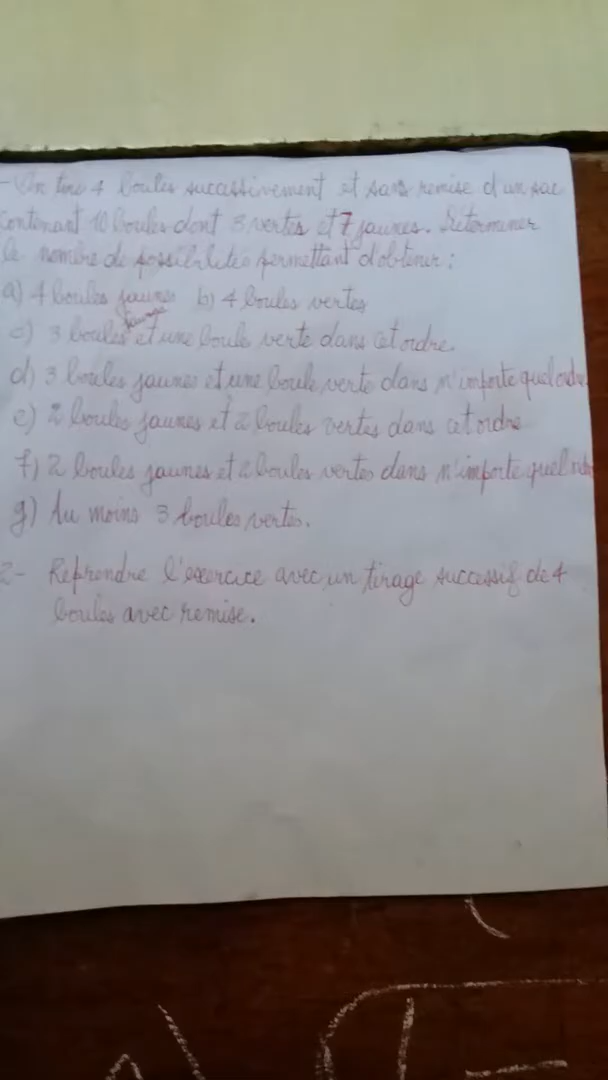 - On tire 4 boules successivement et sans remise d'un sac
contenant 10 boules dont 3 vertes et 7 jaunes. Déterminer
le nombre de possibilités permettant d'obtenir :
a) 4 boules jaunes b) 4 boules vertes
c) 3 boules jaunes et une boule verte dans cet ordre.
d) 3 boules jaunes et une boule verte dans n'importe quel ordre
e) 2 boules jaunes et 2 boules vertes dans cet ordre
f) 2 boules jaunes et 2 boules vertes dans n'importe quel
g) Au moins 3 boules vertes.
2- Reprendre l'exercice avec un tirage successif de 4
boules avec remise.